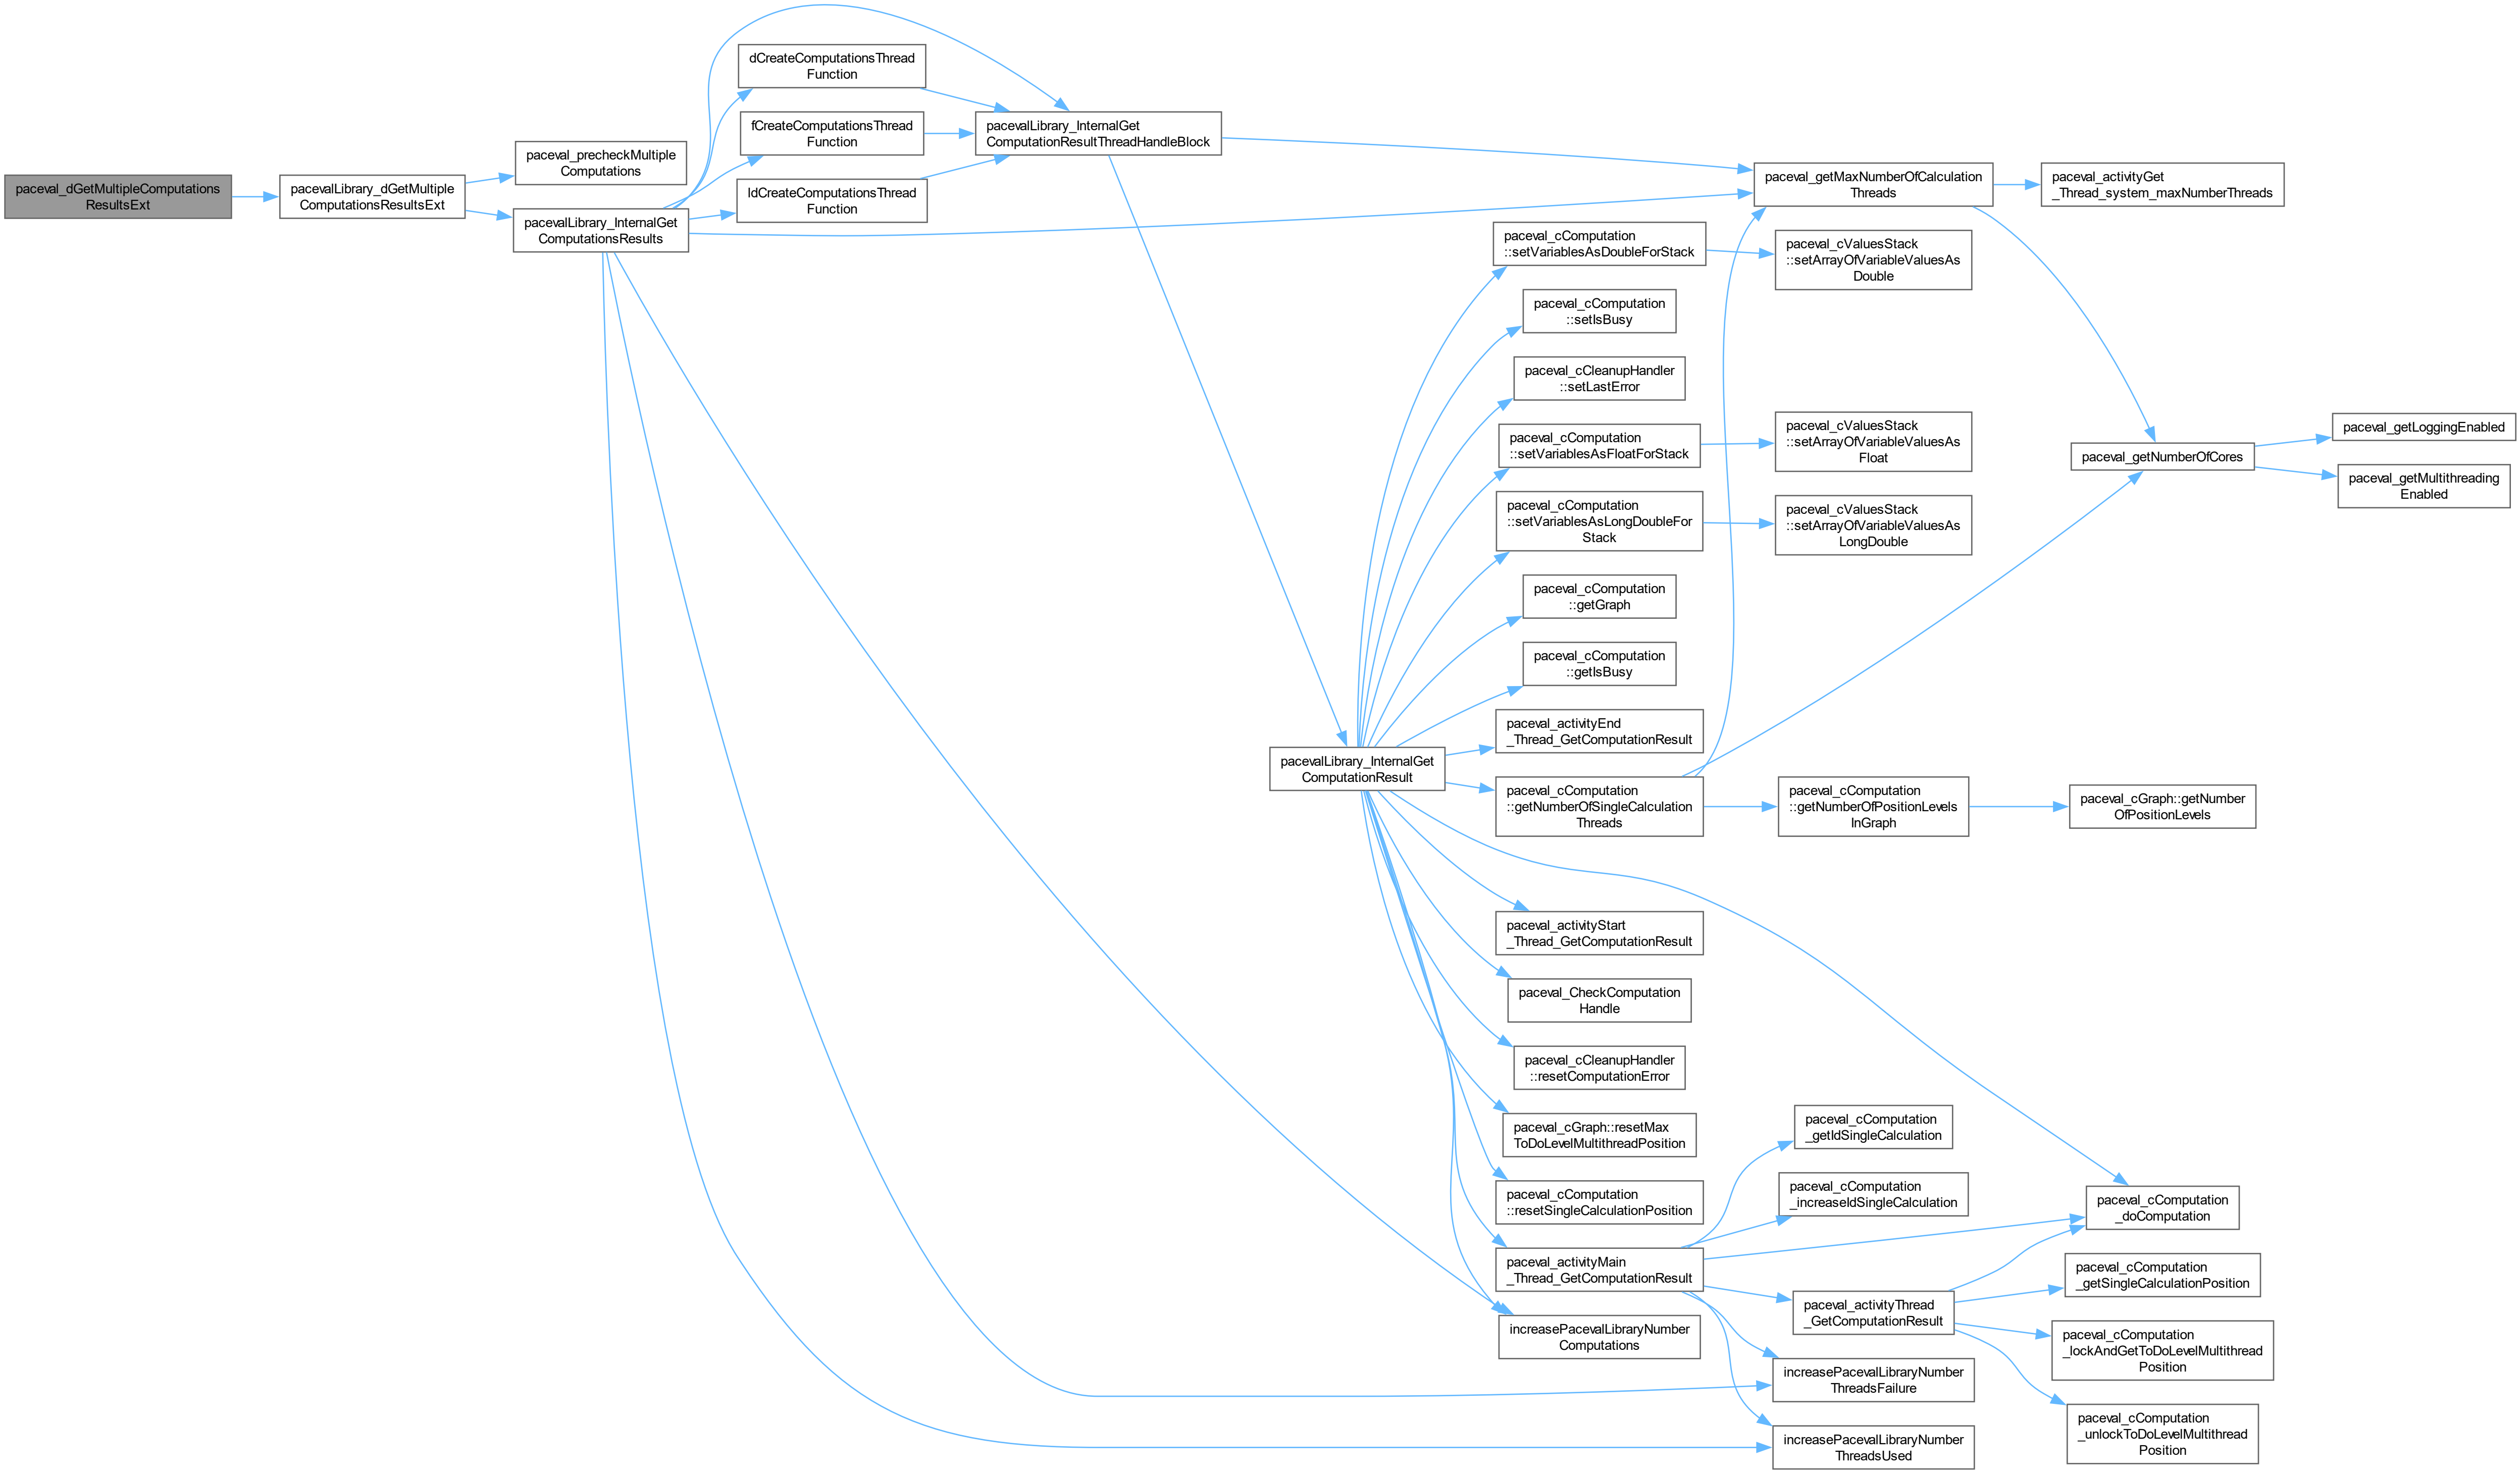 paceval_dGetMultipleComputations
ResultsExt
pacevalLibrary_dGetMultiple
ComputationsResultsExt
paceval_precheckMultiple
Computations
pacevalLibrary_InternalGet
ComputationsResults
dCreateComputationsThread
Function
fCreateComputationsThread
Function
ldCreateComputationsThread
Function
pacevalLibrary_InternalGet
ComputationResultThreadHandleBlock
pacevalLibrary_InternalGet
ComputationResult
paceval_cComputation
::setVariablesAsDoubleForStack
paceval_cComputation
::setIsBusy
paceval_cCleanupHandler
::setLastError
paceval_cComputation
::setVariablesAsFloatForStack
paceval_cComputation
::setVariablesAsLongDoubleFor
Stack
paceval_cComputation
::getGraph
paceval_cComputation
::getIsBusy
paceval_activityEnd
_Thread_GetComputationResult
paceval_cComputation
::getNumberOfSingleCalculation
Threads
paceval_activityStart
_Thread_GetComputationResult
paceval_CheckComputation
Handle
paceval_cCleanupHandler
::resetComputationError
paceval_cGraph::resetMax
ToDoLevelMultithreadPosition
paceval_cComputation
::resetSingleCalculationPosition
paceval_activityMain
_Thread_GetComputationResult
increasePacevalLibraryNumber
Computations
paceval_getMaxNumberOfCalculation
Threads
paceval_cValuesStack
::setArrayOfVariableValuesAs
Double
paceval_cValuesStack
::setArrayOfVariableValuesAs
Float
paceval_cValuesStack
::setArrayOfVariableValuesAs
LongDouble
paceval_cComputation
::getNumberOfPositionLevels
InGraph
paceval_cComputation
_getIdSingleCalculation
paceval_cComputation
_increaseIdSingleCalculation
paceval_activityThread
_GetComputationResult
increasePacevalLibraryNumber
ThreadsFailure
increasePacevalLibraryNumber
ThreadsUsed
paceval_activityGet
_Thread_system_maxNumberThreads
paceval_getNumberOfCores
paceval_cGraph::getNumber
OfPositionLevels
paceval_cComputation
_doComputation
paceval_cComputation
_getSingleCalculationPosition
paceval_cComputation
_lockAndGetToDoLevelMultithread
Position
paceval_cComputation
_unlockToDoLevelMultithread
Position
paceval_getLoggingEnabled
paceval_getMultithreading
Enabled